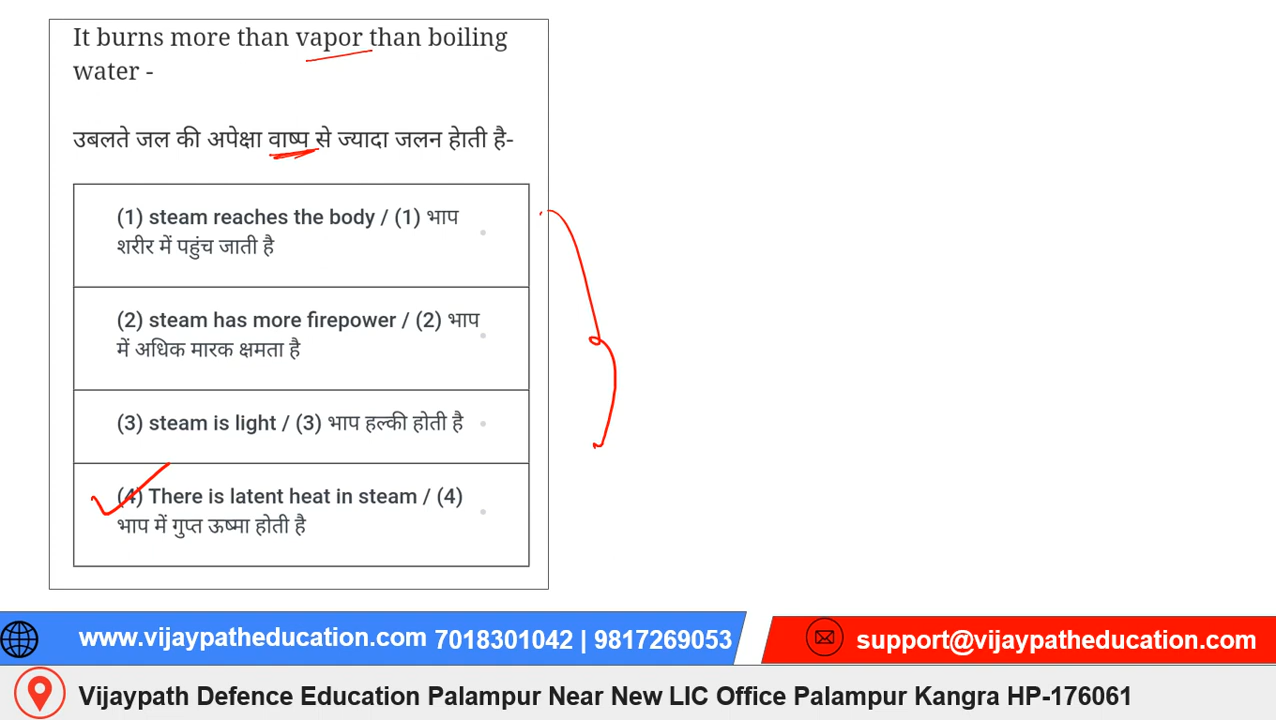 It burns more than vapor than boiling
water -
उबलते जल की अपेक्षा वाष्प से ज्यादा जलन हेाती है-
(1) steam reaches the body / (1) भाप
शरीर में पहुंच जाती है
(2) steam has more firepower / (2) भाप
में अधिक मारक क्षमता है
(3) steam is light / (3) भाप हल्की होती है
(4) There is latent heat in steam / (4)
भाप में गुप्त ऊष्मा होती है
www.vijaypatheducation.com 7018301042 | 9817269053
support@vijaypatheducation.com
Vijaypath Defence Education Palampur Near New LIC Office Palampur Kangra HP-176061